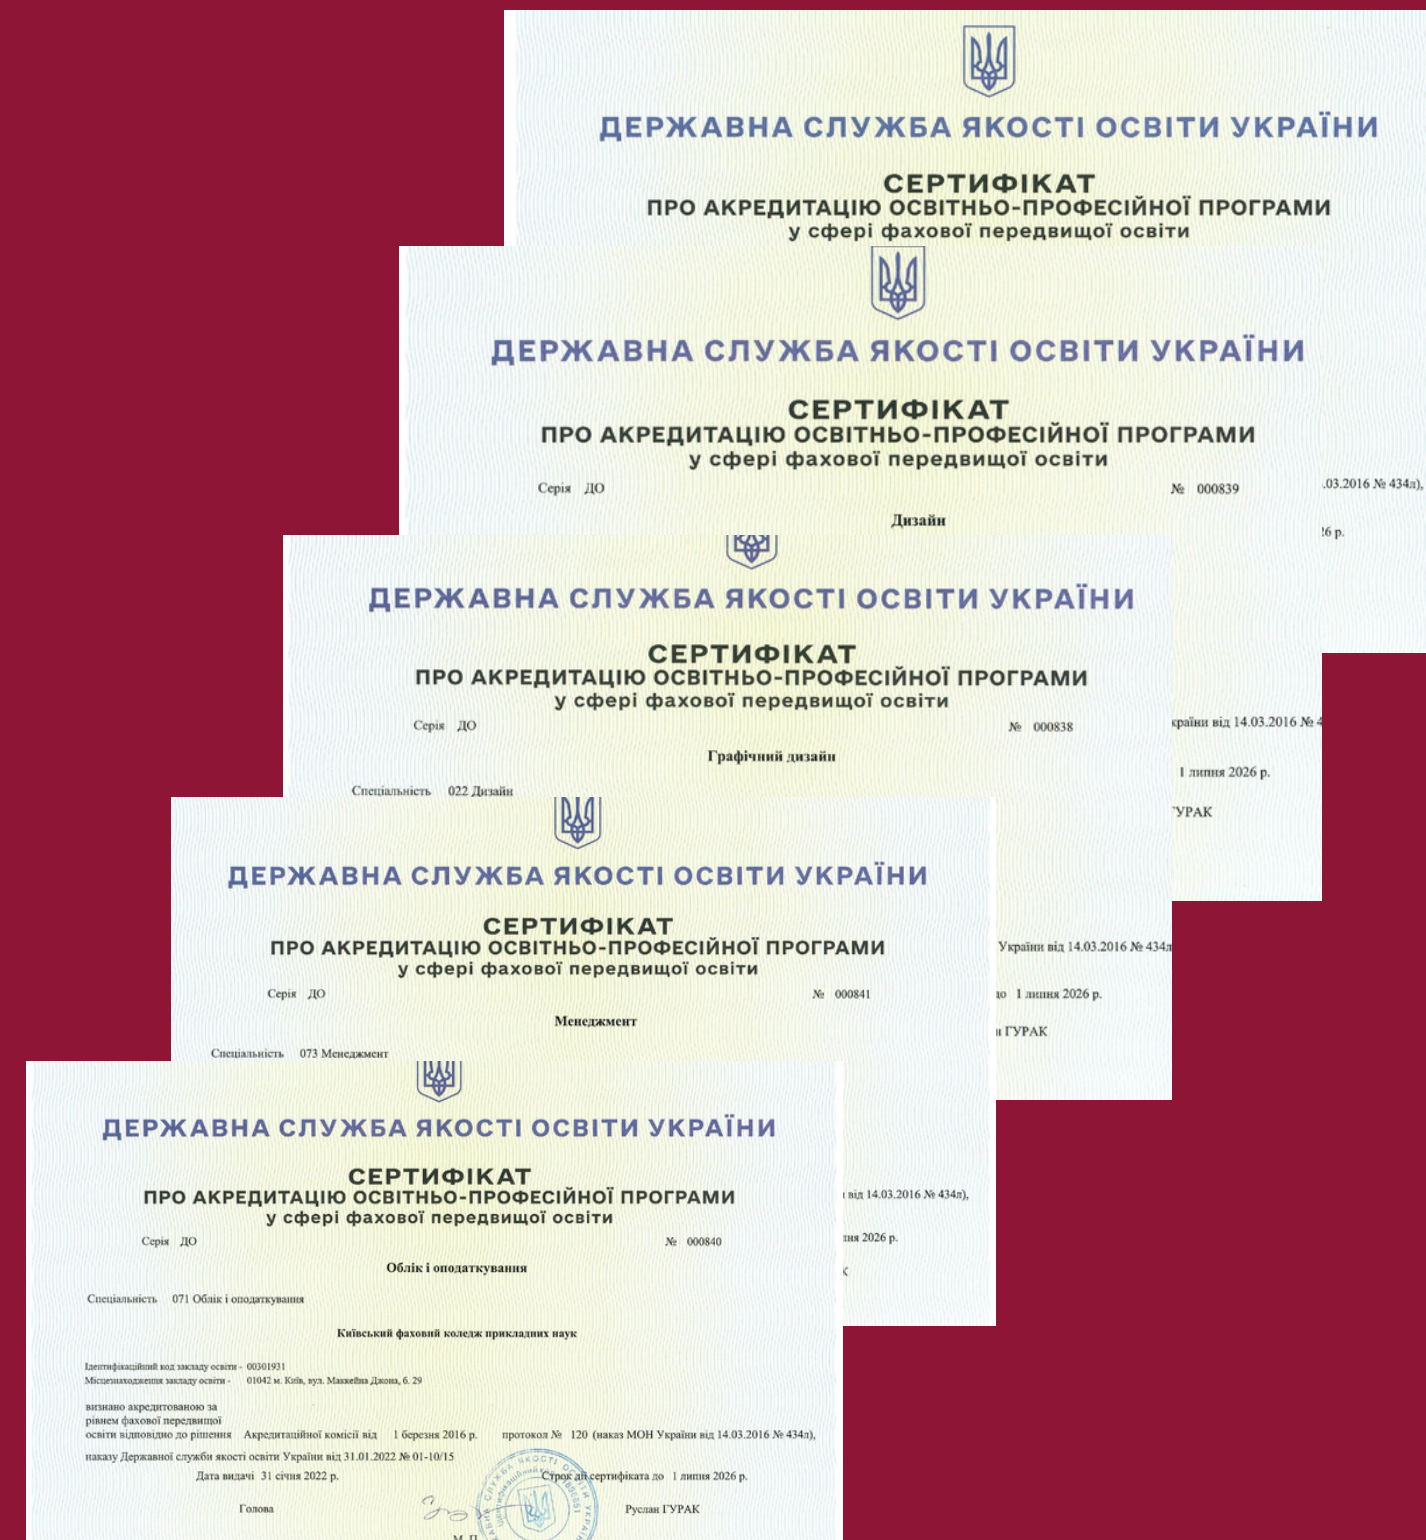 ДЕРЖАВНА СЛУЖБА ЯКОСТІ ОСВІТИ УКРАЇНИ
СЕРТИФІКАТ
ПРО АКРЕДИТАЦІЮ ОСВІТНЬО-ПРОФЕСІЙНОЇ ПРОГРАМИ
у сфері фахової передвищої освіти
.03.2016 № 434л),
26 р.
ДЕРЖАВНА СЛУЖБА ЯКОСТІ ОСВІТИ УКРАЇНИ
СЕРТИФІКАТ
ПРО АКРЕДИТАЦІЮ ОСВІТНЬО-ПРОФЕСІЙНОЇ ПРОГРАМИ
у сфері фахової передвищої освіти
Серія ДО № 000839
Дизайн
країни від 14.03.2016 № 4
1 липня 2026 р.
ГУРАК
ДЕРЖАВНА СЛУЖБА ЯКОСТІ ОСВІТИ УКРАЇНИ
СЕРТИФІКАТ
ПРО АКРЕДИТАЦІЮ ОСВІТНЬО-ПРОФЕСІЙНОЇ ПРОГРАМИ
у сфері фахової передвищої освіти
Серія ДО № 000838
Графічний дизайн
Спеціальність 022 Дизайн
України від 14.03.2016 № 434л
до 1 липня 2026 р.
н ГУРАК
ДЕРЖАВНА СЛУЖБА ЯКОСТІ ОСВІТИ УКРАЇНИ
СЕРТИФІКАТ
ПРО АКРЕДИТАЦІЮ ОСВІТНЬО-ПРОФЕСІЙНОЇ ПРОГРАМИ
у сфері фахової передвищої освіти
Серія ДО № 000841
Менеджмент
Спеціальність 073 Менеджмент
від 14.03.2016 № 434л),
ня 2026 р.
К
ДЕРЖАВНА СЛУЖБА ЯКОСТІ ОСВІТИ УКРАЇНИ
СЕРТИФІКАТ
ПРО АКРЕДИТАЦІЮ ОСВІТНЬО-ПРОФЕСІЙНОЇ ПРОГРАМИ
у сфері фахової передвищої освіти
Серія ДО № 000840
Облік і оподаткування
Спеціальність 071 Облік і оподаткування
Київський фаховий коледж прикладних наук
Ідентифікаційний код закладу освіти - 00301931
Місцезнаходження закладу освіти - 01042 м. Київ, вул. Маккейна Джона, б. 29
визнано акредитованою за
рівнем фахової передвищої
освіти відповідно до рішення Акредитаційної комісії від 1 березня 2016 р. протокол № 120 (наказ МОН України від 14.03.2016 № 434л),
наказу Державної служби якості освіти України від 31.01.2022 № 01-10/15
Дата видачі 31 січня 2022 р. Строк дії сертифіката до 1 липня 2026 р.
Голова Руслан ГУРАК
М. П.